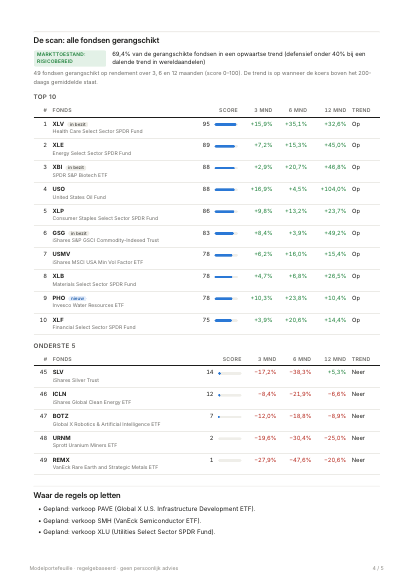 De scan: alle fondsen gerangschikt
MARKTTOESTAND: RISICOBEREID
69,4% van de gerangschikte fondsen in een opwaartse trend (defensief onder 40% bij een dalende trend in wereldaandelen)
49 fondsen gerangschikt op rendement over 3, 6 en 12 maanden (score 0-100). De trend is op wanneer de koers boven het 200-
daags gemiddelde staat.
TOP 10
# FONDS SCORE 3 MND 6 MND 12 MND TREND
1 XLV in bezit 95 +15,9% +35,1% +32,6% Op
Health Care Select Sector SPDR Fund
2 XLE 89 +7,2% +15,3% +45,0% Op
Energy Select Sector SPDR Fund
3 XBI in bezit 88 +2,9% +20,7% +46,8% Op
SPDR S&P Biotech ETF
4 USO 88 +16,9% +4,5% +104,0% Op
United States Oil Fund
5 XLP 86 +9,8% +13,2% +23,7% Op
Consumer Staples Select Sector SPDR Fund
6 GSG in bezit 83 +8,4% +3,9% +49,2% Op
iShares S&P GSCI Commodity-Indexed Trust
7 USMV 78 +6,2% +16,0% +15,4% Op
iShares MSCI USA Min Vol Factor ETF
8 XLB 78 +4,7% +6,8% +26,5% Op
Materials Select Sector SPDR Fund
9 PHO nieuw 78 +10,3% +23,8% +10,4% Op
Invesco Water Resources ETF
10 XLF 75 +3,9% +20,6% +14,4% Op
Financial Select Sector SPDR Fund
ONDERSTE 5
# FONDS SCORE 3 MND 6 MND 12 MND TREND
45 SLV 14 −17,2% −38,3% +5,3% Neer
iShares Silver Trust
46 ICLN 12 −8,4% −21,9% −6,6% Neer
iShares Global Clean Energy ETF
47 BOTZ 7 −12,0% −18,8% −8,9% Neer
Global X Robotics & Artificial Intelligence ETF
48 URNM 2 −19,6% −30,4% −25,0% Neer
Sprott Uranium Miners ETF
49 REMX 1 −27,9% −47,6% −20,6% Neer
VanEck Rare Earth and Strategic Metals ETF
Waar de regels op letten
• Gepland: verkoop PAVE (Global X U.S. Infrastructure Development ETF).
• Gepland: verkoop SMH (VanEck Semiconductor ETF).
• Gepland: verkoop XLU (Utilities Select Sector SPDR Fund).
Modelportefeuille · regelgebaseerd · geen persoonlijk advies 4 / 5